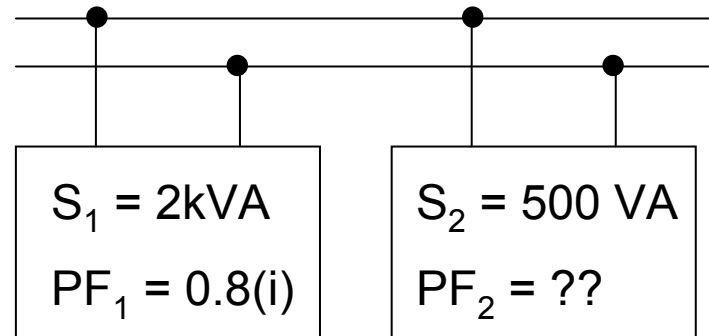 S₁ = 2kVA
PF₁ = 0.8(i)
S₂ = 500 VA
PF₂ = ??